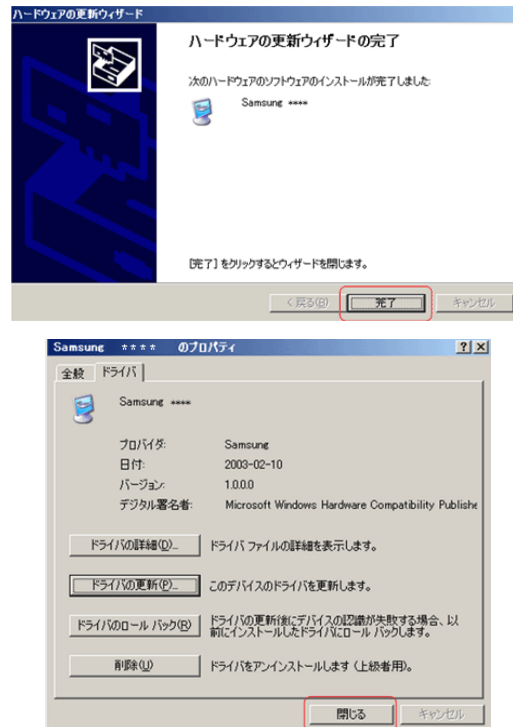 ハードウェアの更新ウィザード
ハードウェアの更新ウィザードの完了
次のハードウェアのソフトウェアのインストールが完了しました:
Samsung ****
[完了] をクリックするとウィザードを閉じます。
< 戻る(B)
完了
キャンセル
Samsung **** のプロパティ
全般
ドライバ
Samsung ****
プロバイダ: Samsung
日付: 2003-02-10
バージョン: 1.0.0.0
デジタル署名者: Microsoft Windows Hardware Compatibility Publishe
ドライバの詳細(D)... ドライバ ファイルの詳細を表示します。
ドライバの更新(P)... このデバイスのドライバを更新します。
ドライバのロール バック(R) ドライバの更新後にデバイスの認識が失敗する場合、以
前にインストールしたドライバにロール バックします。
削除(U) ドライバをアンインストールします (上級者用)。
閉じる
キャンセル